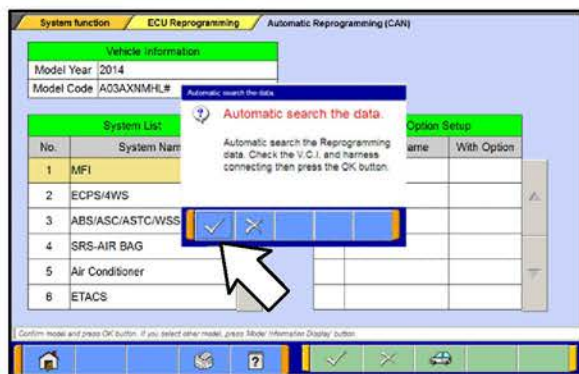 System function
ECU Reprogramming
Automatic Reprogramming (CAN)
Vehicle Information
Model Year 2014
Model Code A03AXNMHL#
Automatic search the data.
Automatic search the data.
Automatic search the Reprogramming
data. Check the V.C.I. and harness
connecting then press the OK button.
System List
Option Setup
No. System Nam
ame With Option
1 MFI
2 ECPS/4WS
3 ABS/ASC/ASTC/WSS
4 SRS-AIR BAG
5 Air Conditioner
6 ETACS
Confirm model and press OK button. If you select other model, press 'Model Information Display' button.
?